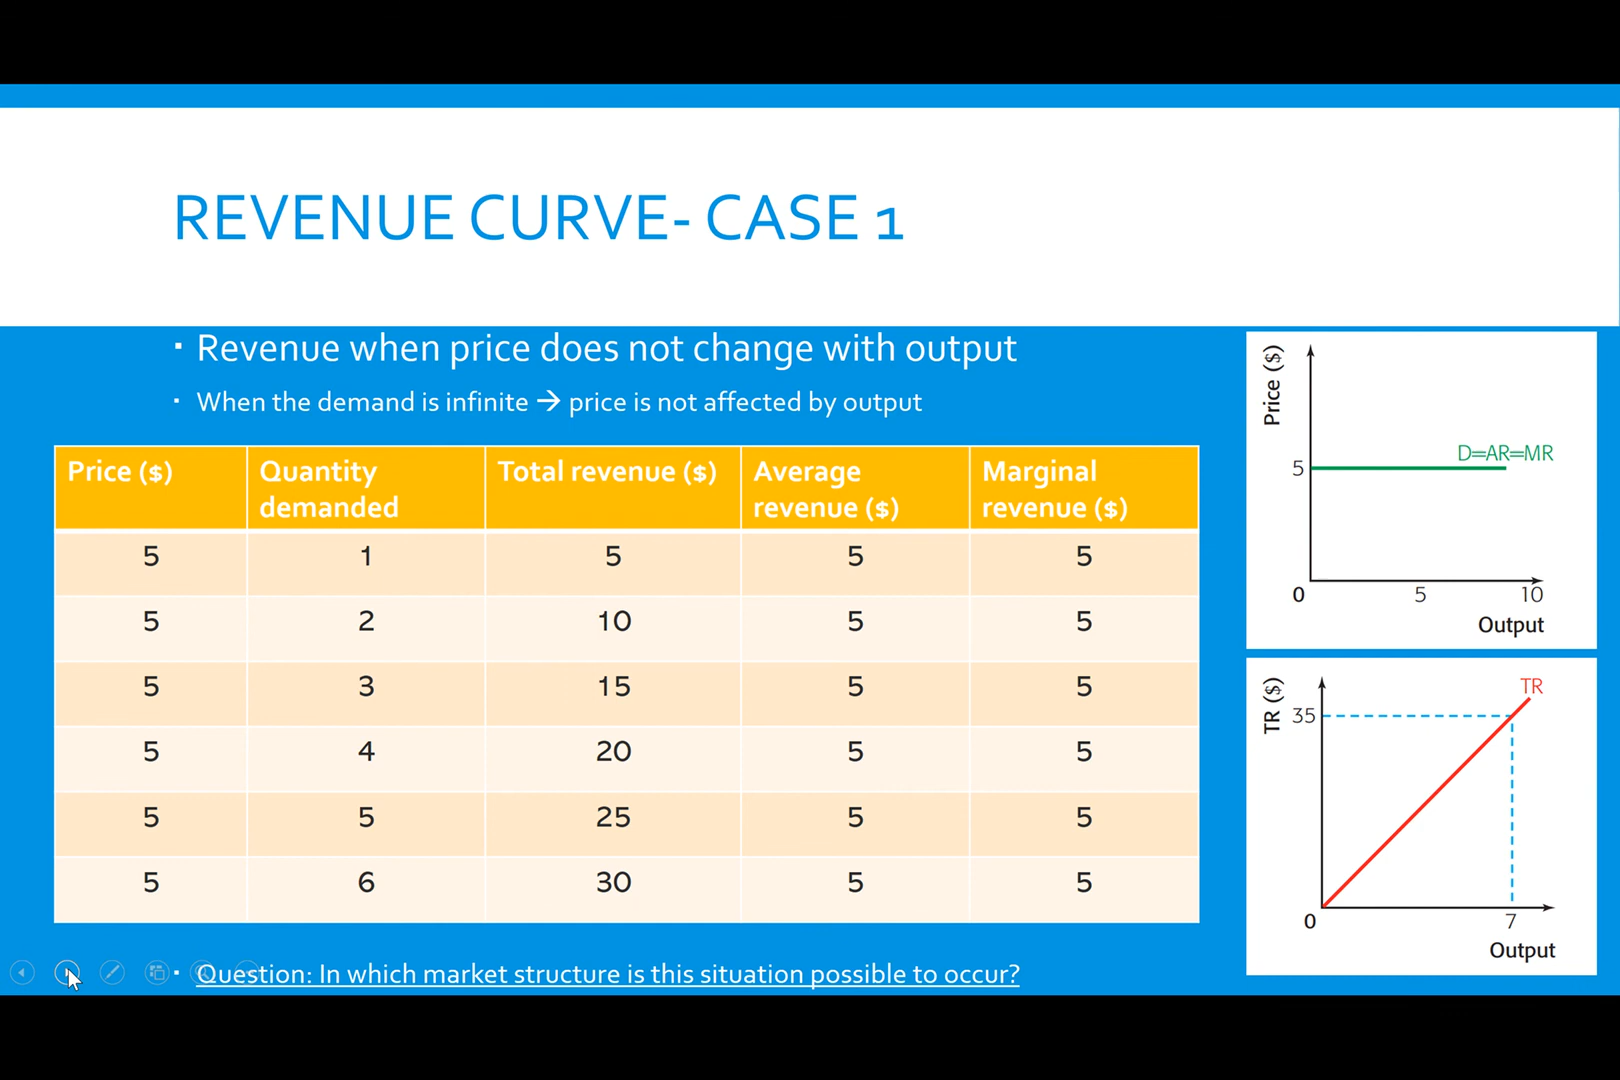 REVENUE CURVE- CASE 1
▪ Revenue when price does not change with output
▪ When the demand is infinite → price is not affected by output
Price ($) Quantity demanded Total revenue ($) Average revenue ($) Marginal revenue ($)
5 1 5 5 5
5 2 10 5 5
5 3 15 5 5
5 4 20 5 5
5 5 25 5 5
5 6 30 5 5
▪ Question: In which market structure is this situation possible to occur?
Price ($)
D=AR=MR
5
0 5 10
Output
TR ($)
TR
35
0 7
Output